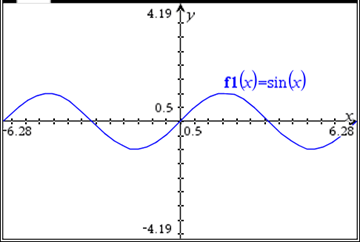 4.19 y
f1(x)=sin(x)
0.5
x
-6.28 0.5 6.28
-4.19